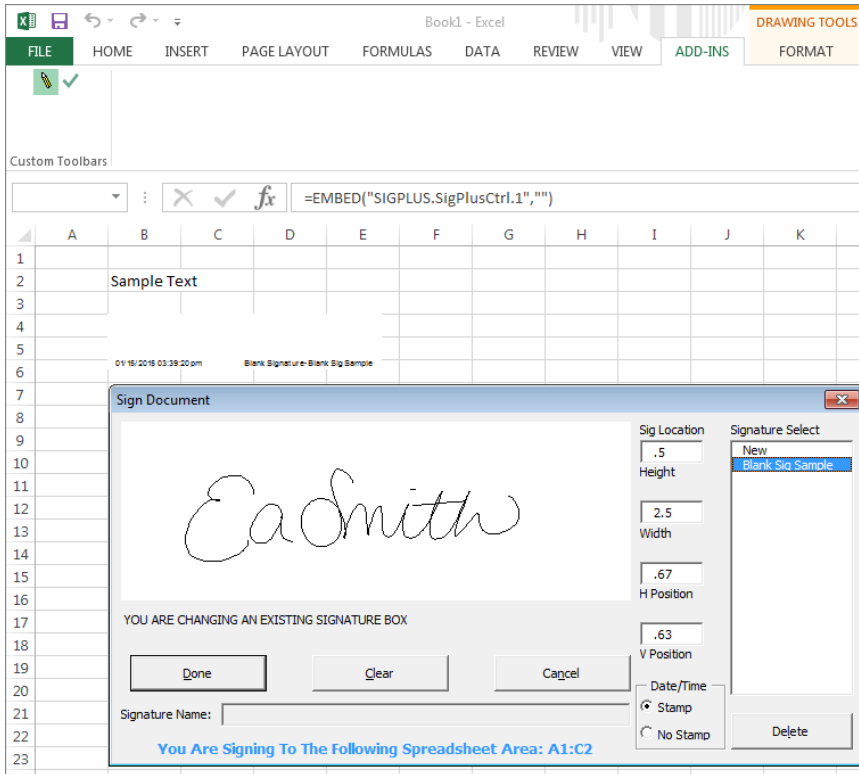 Book1 - Excel DRAWING TOOLS
FILE HOME INSERT PAGE LAYOUT FORMULAS DATA REVIEW VIEW ADD-INS FORMAT
Custom Toolbars
fx =EMBED("SIGPLUS.SigPlusCtrl.1","")
A B C D E F G H I J K
1
2 Sample Text
3
4
5
6 01/15/2015 03:39:20 pm Blank Signature-Blank Sig Sample
7
Sign Document
8
9 Sig Location Signature Select
.5 New
10 Height Blank Sig Sample
11
12 Ea Smith 2.5
13 Width
14
15 .67
16 H Position
17 YOU ARE CHANGING AN EXISTING SIGNATURE BOX
.63
18 V Position
19 Done Clear Cancel Date/Time
20
21 Signature Name: Stamp
22 No Stamp Delete
You Are Signing To The Following Spreadsheet Area: A1:C2
23